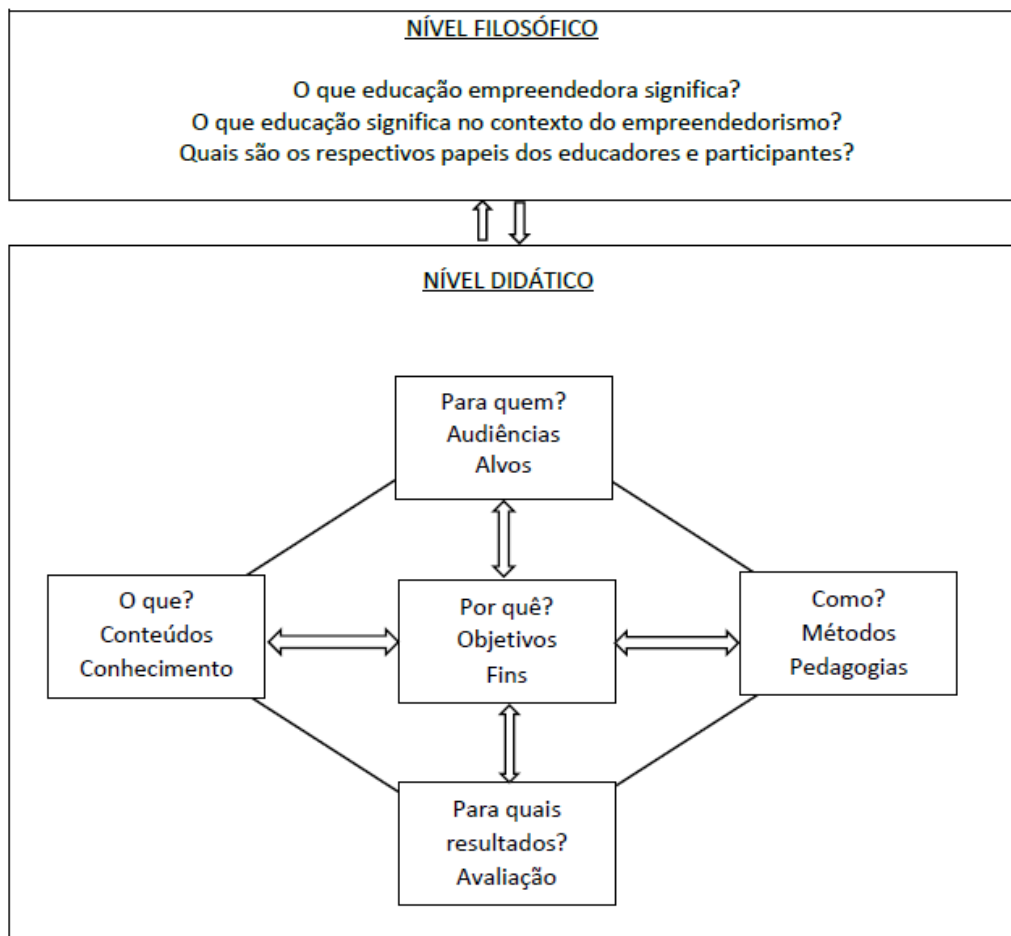 NÍVEL FILOSÓFICO
O que educação empreendedora significa?
O que educação significa no contexto do empreendedorismo?
Quais são os respectivos papeis dos educadores e participantes?
NÍVEL DIDÁTICO
Para quem?
Audiências
Alvos
O que?
Conteúdos
Conhecimento
Por quê?
Objetivos
Fins
Como?
Métodos
Pedagogias
Para quais
resultados?
Avaliação